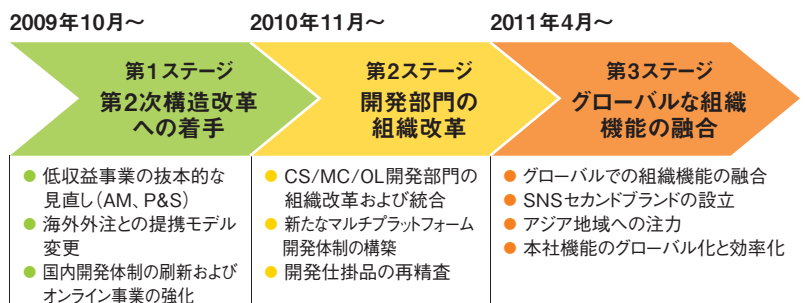 2009年10月～
2010年11月～
2011年4月～
第1ステージ
第2次構造改革
への着手
第2ステージ
開発部門の
組織改革
第3ステージ
グローバルな組織
機能の融合
● 低収益事業の抜本的な
見直し（AM、P&S）
● 海外外注との提携モデル
変更
● 国内開発体制の刷新および
オンライン事業の強化
● CS/MC/OL開発部門の
組織改革および統合
● 新たなマルチプラットフォーム
開発体制の構築
● 開発仕掛品の再精査
● グローバルでの組織機能の融合
● SNSセカンドブランドの設立
● アジア地域への注力
● 本社機能のグローバル化と効率化